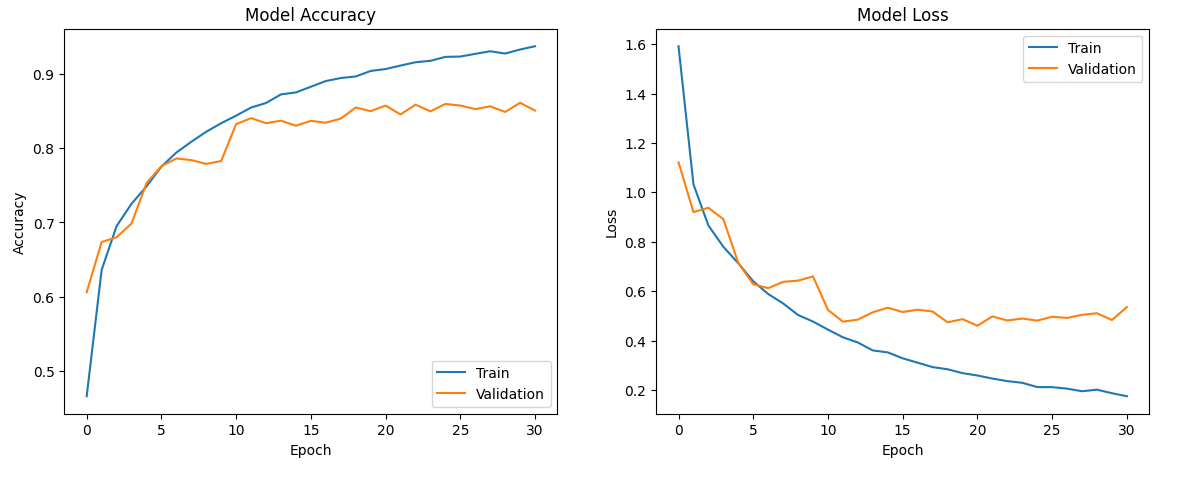 Model Accuracy
0.9
0.8
0.7
0.6
0.5
Accuracy
0
5
10
15
20
25
30
Epoch
Train
Validation
Model Loss
1.6
1.4
1.2
1.0
0.8
0.6
0.4
0.2
Loss
0
5
10
15
20
25
30
Epoch
Train
Validation